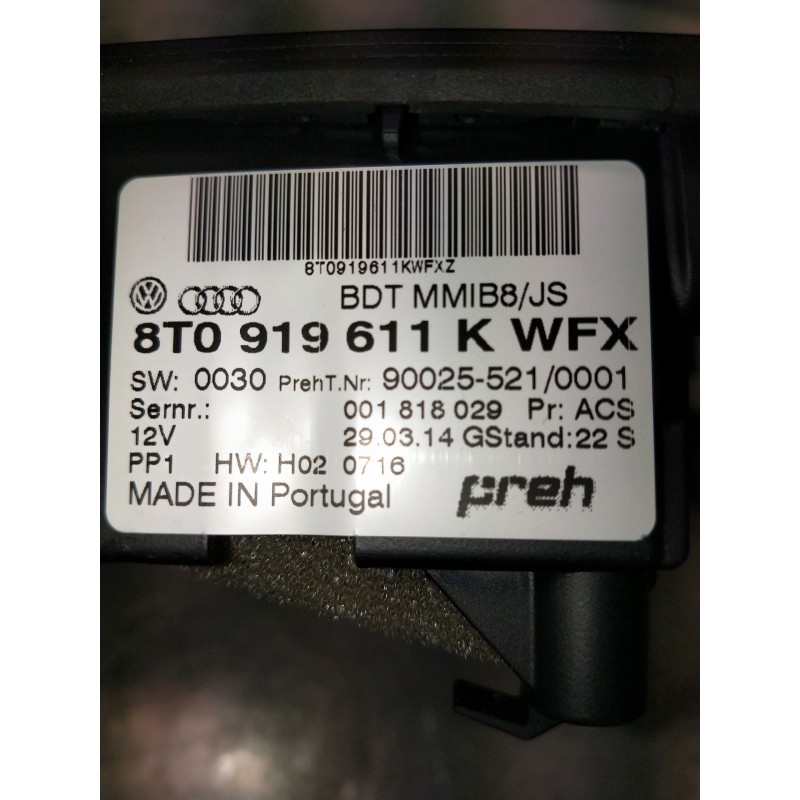 8T0919611KWFXZ
BDT MMIB8/JS
8T0 919 611 K WFX
SW: 0030 PrehT.Nr: 90025-521/0001
Sernr.: 001 818 029 Pr: ACS
12V 29.03.14 GStand:22 S
PP1 HW: H02 0716
MADE IN Portugal preh